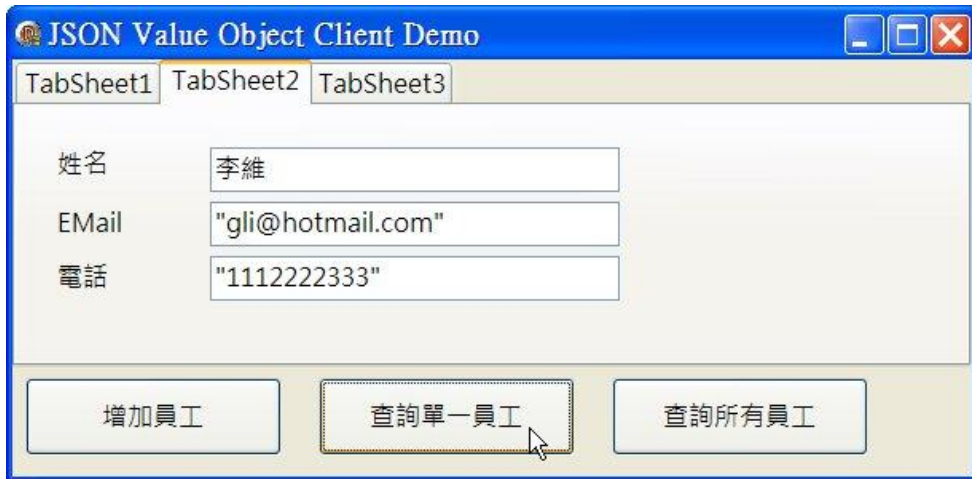 JSON Value Object Client Demo
TabSheet1 TabSheet2 TabSheet3
姓名 李維
EMail "gli@hotmail.com"
電話 "1112222333"
增加員工 查詢單一員工 查詢所有員工